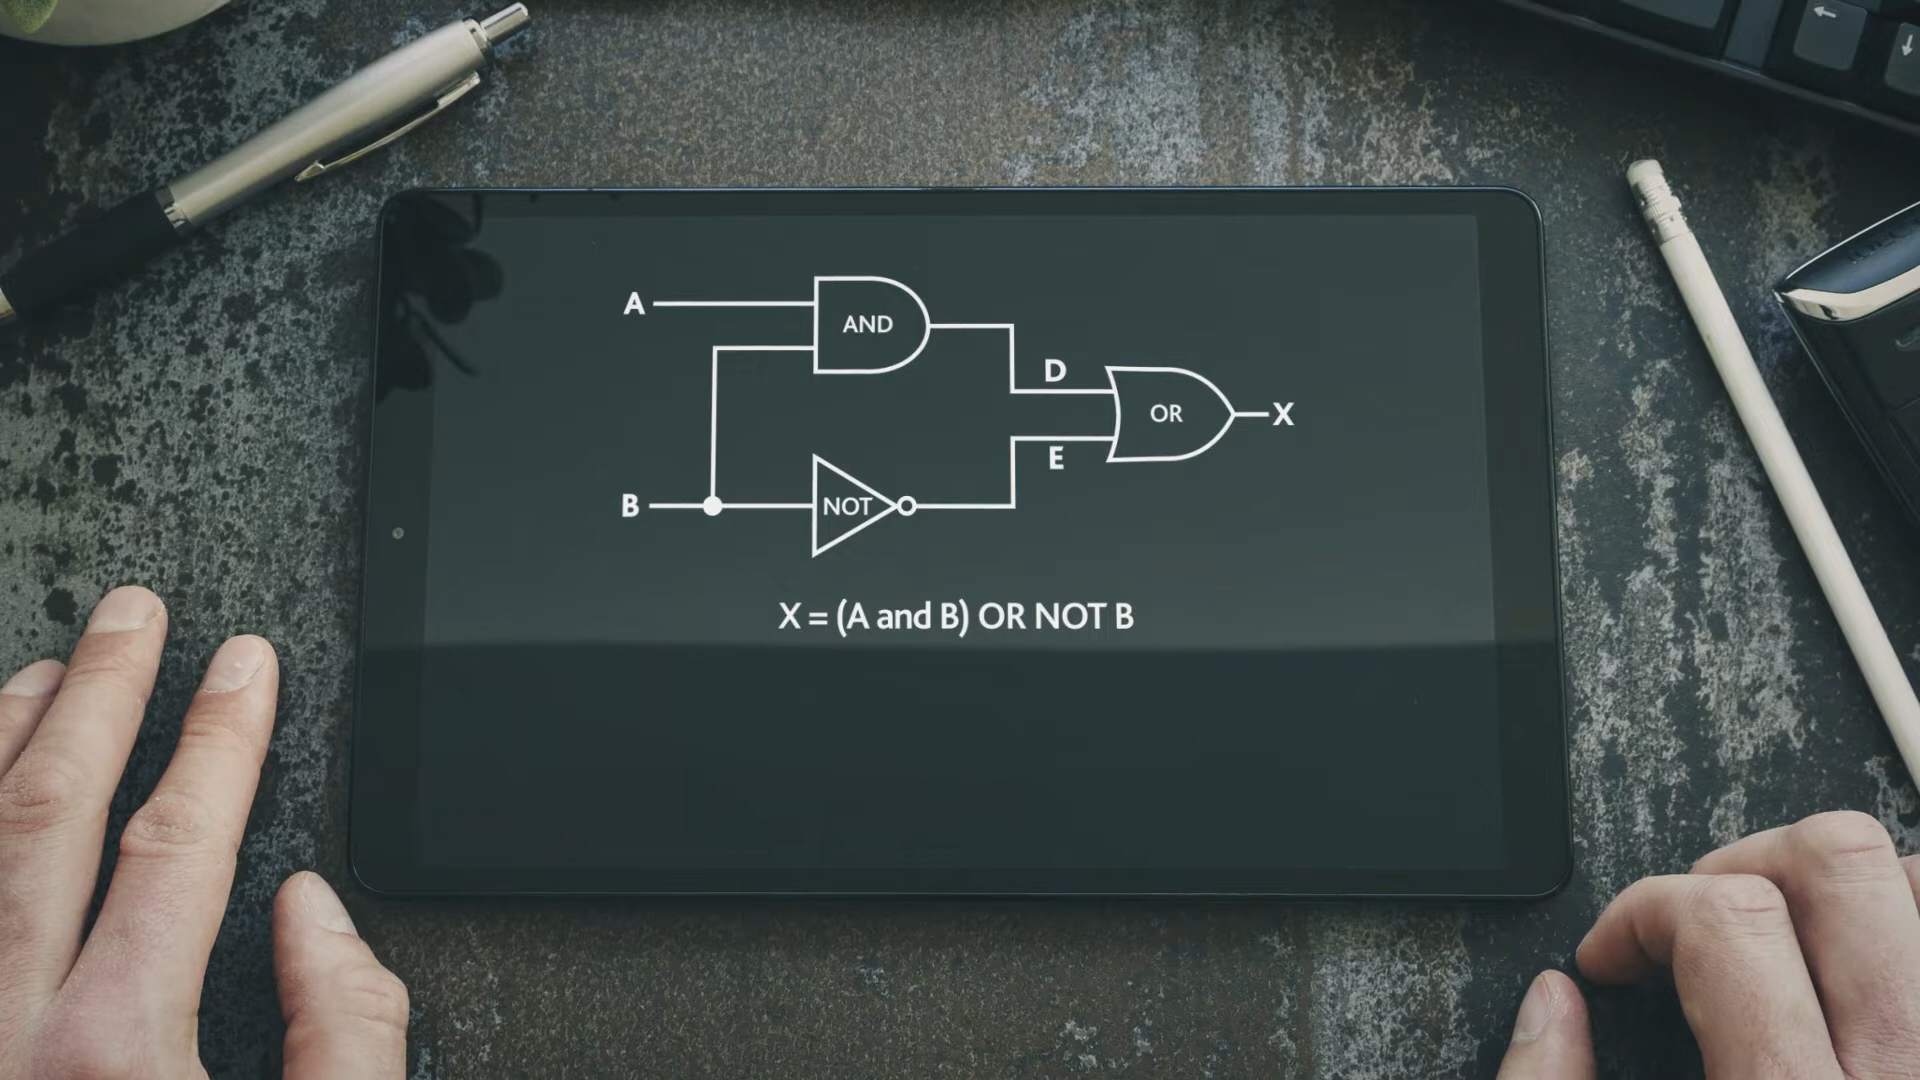 A
AND
D
OR
X
E
B
NOT
X = (A and B) OR NOT B